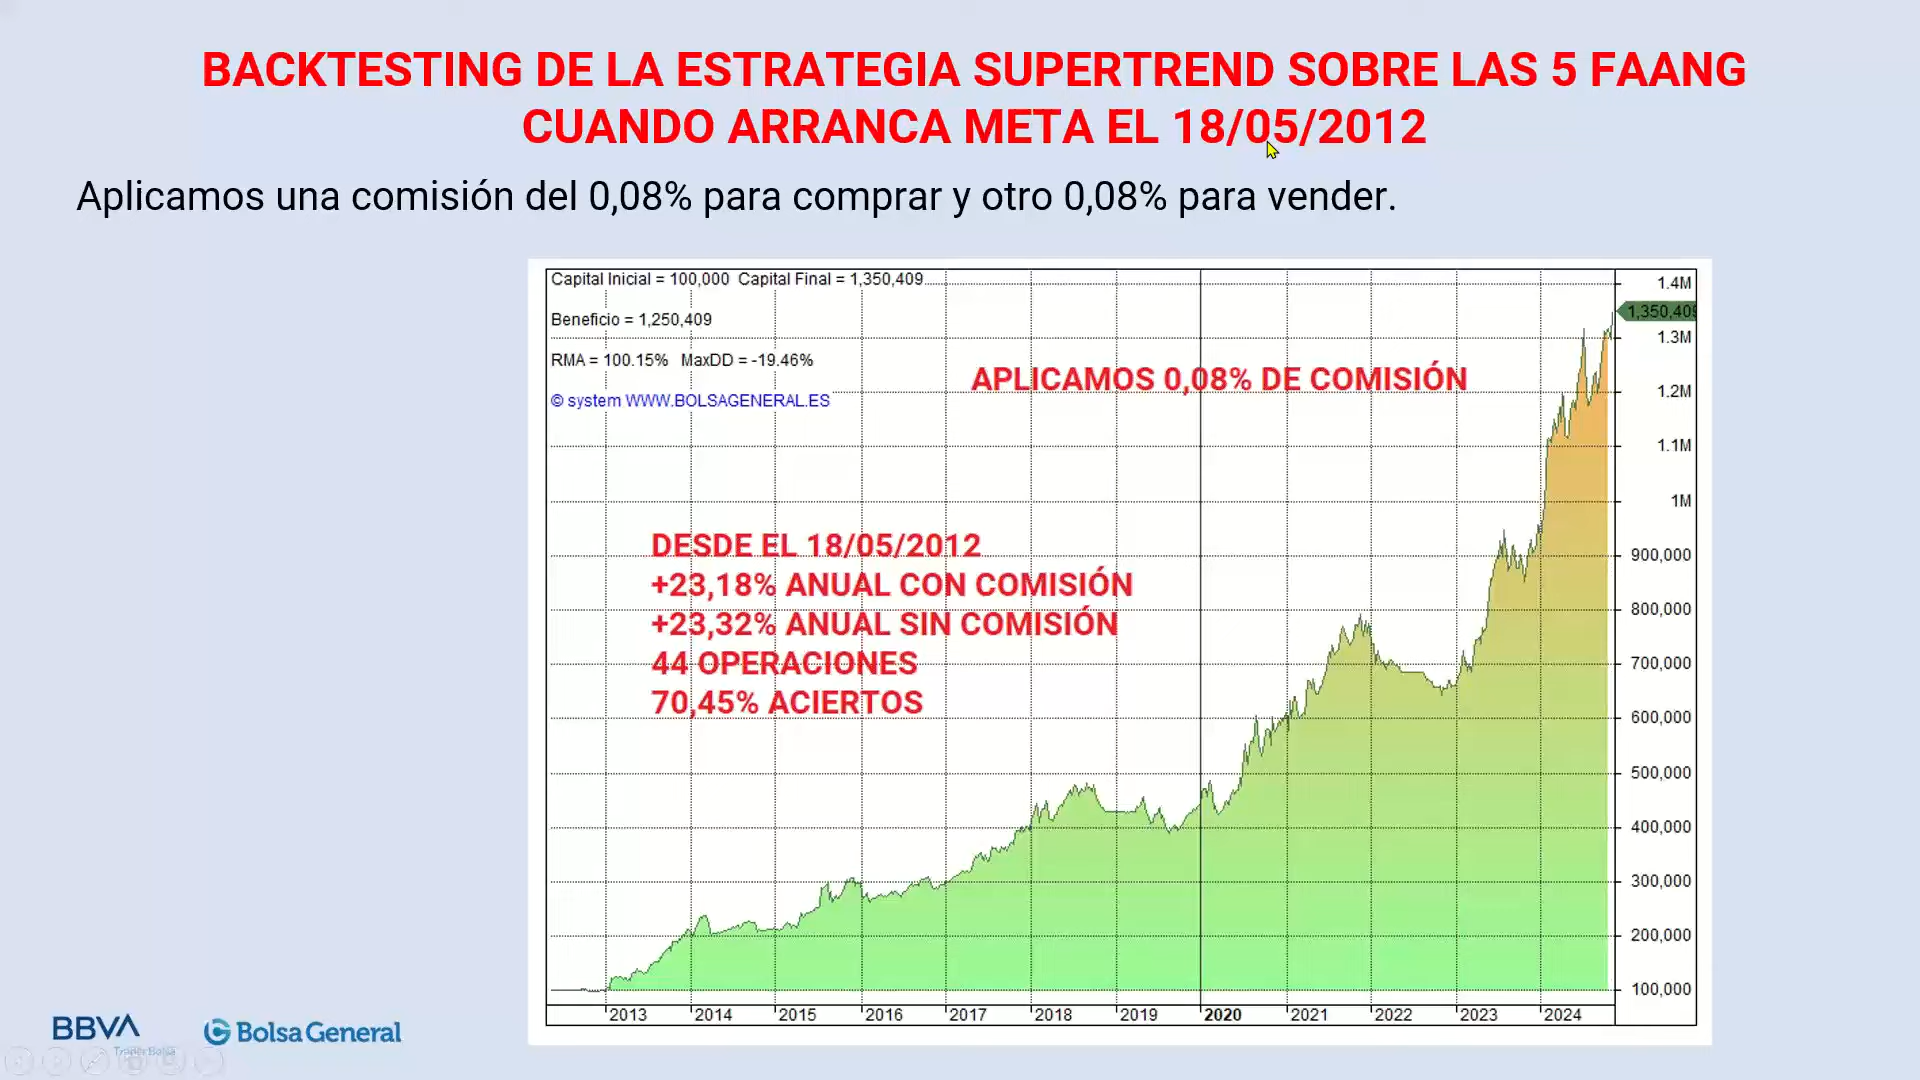 BACKTESTING DE LA ESTRATEGIA SUPERTREND SOBRE LAS 5 FAANG
CUANDO ARRANCA META EL 18/05/2012
Aplicamos una comisión del 0,08% para comprar y otro 0,08% para vender.
Capital Inicial = 100,000 Capital Final = 1,350,409
Beneficio = 1,250,409
RMA = 100.15% MaxDD = -19.46%
© system WWW.BOLSAGENERAL.ES
APLICAMOS 0,08% DE COMISIÓN
DESDE EL 18/05/2012
+23,18% ANUAL CON COMISIÓN
+23,32% ANUAL SIN COMISIÓN
44 OPERACIONES
70,45% ACIERTOS
1.4M
1,350,409
1.3M
1.2M
1.1M
1M
900,000
800,000
700,000
600,000
500,000
400,000
300,000
200,000
100,000
2013 2014 2015 2016 2017 2018 2019 2020 2021 2022 2023 2024
BBVA
Trader Bolsa
Bolsa General